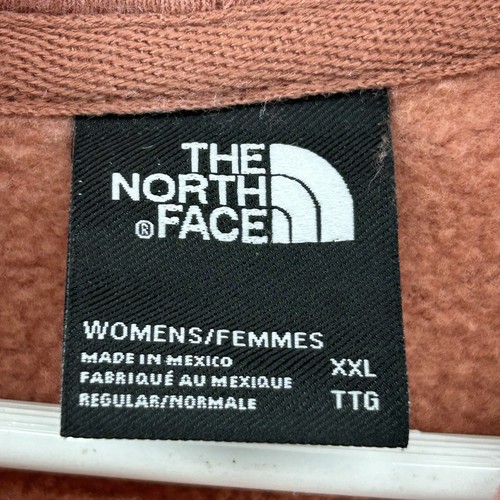 THE
NORTH
® FACE
WOMENS/FEMMES
MADE IN MEXICO XXL
FABRIQUÉ AU MEXIQUE
REGULAR/NORMALE TTG